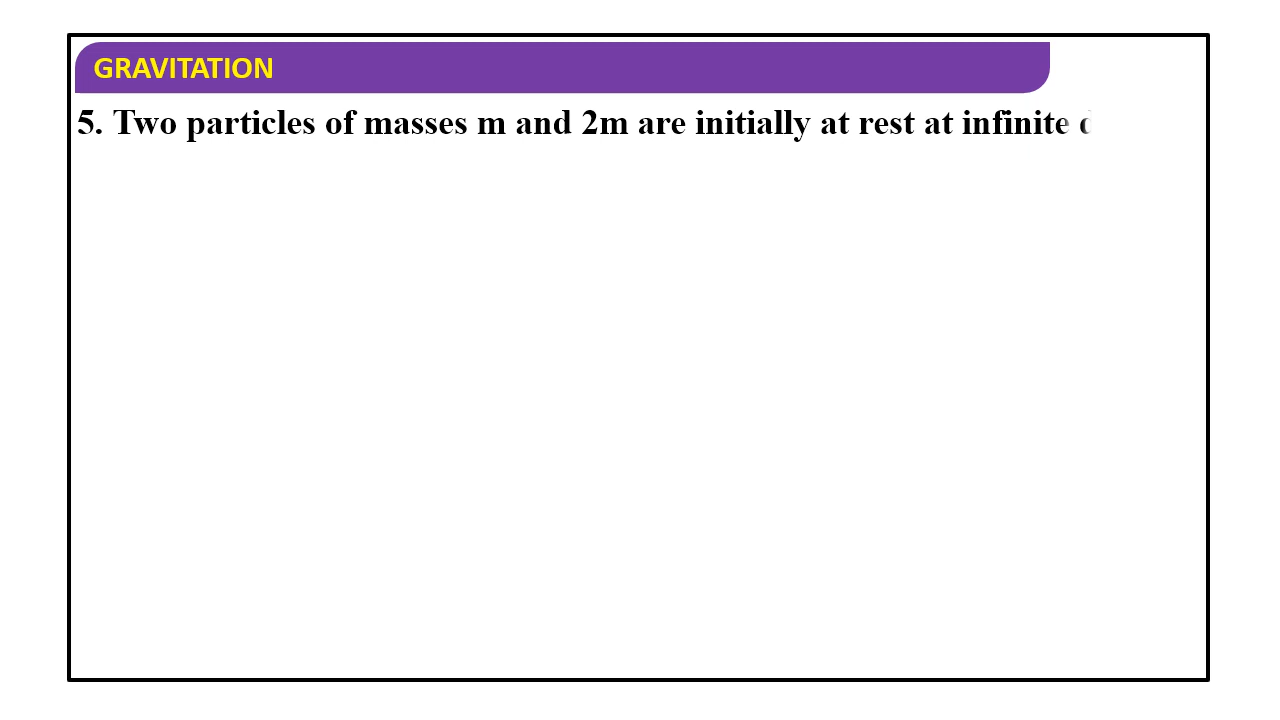 GRAVITATION
5. Two particles of masses m and 2m are initially at rest at infinite